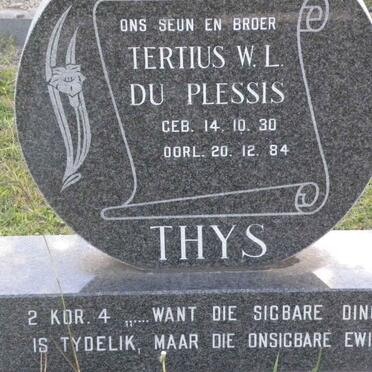 ONS SEUN EN BROER
TERTIUS W. L.
DU PLESSIS
GEB. 14. 10. 30
OORL. 20. 12. 84
THYS
2 KOR. 4 „.... WANT DIE SIGBARE
IS TYDELIK, MAAR DIE ONSIGBARE